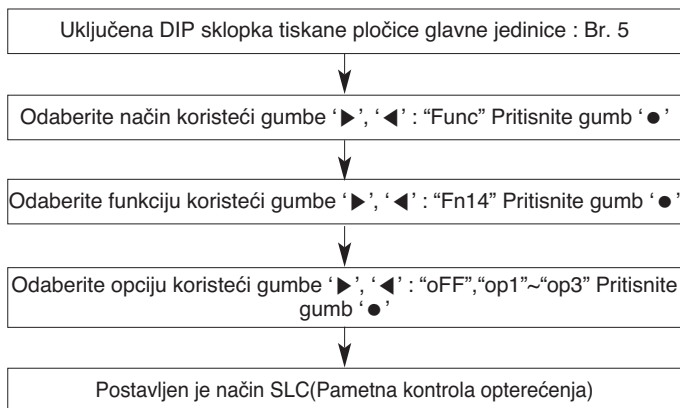 Uključena DIP sklopka tiskane pločice glavne jedinice : Br. 5
Odaberite način koristeći gumbe ‘▶’, ‘◀’ : “Func” Pritisnite gumb ‘●’
Odaberite funkciju koristeći gumbe ‘▶’, ‘◀’ : “Fn14” Pritisnite gumb ‘●’
Odaberite opciju koristeći gumbe ‘▶’, ‘◀’ : “oFF”,“op1”~“op3” Pritisnite
gumb ‘●’
Postavljen je način SLC(Pametna kontrola opterećenja)